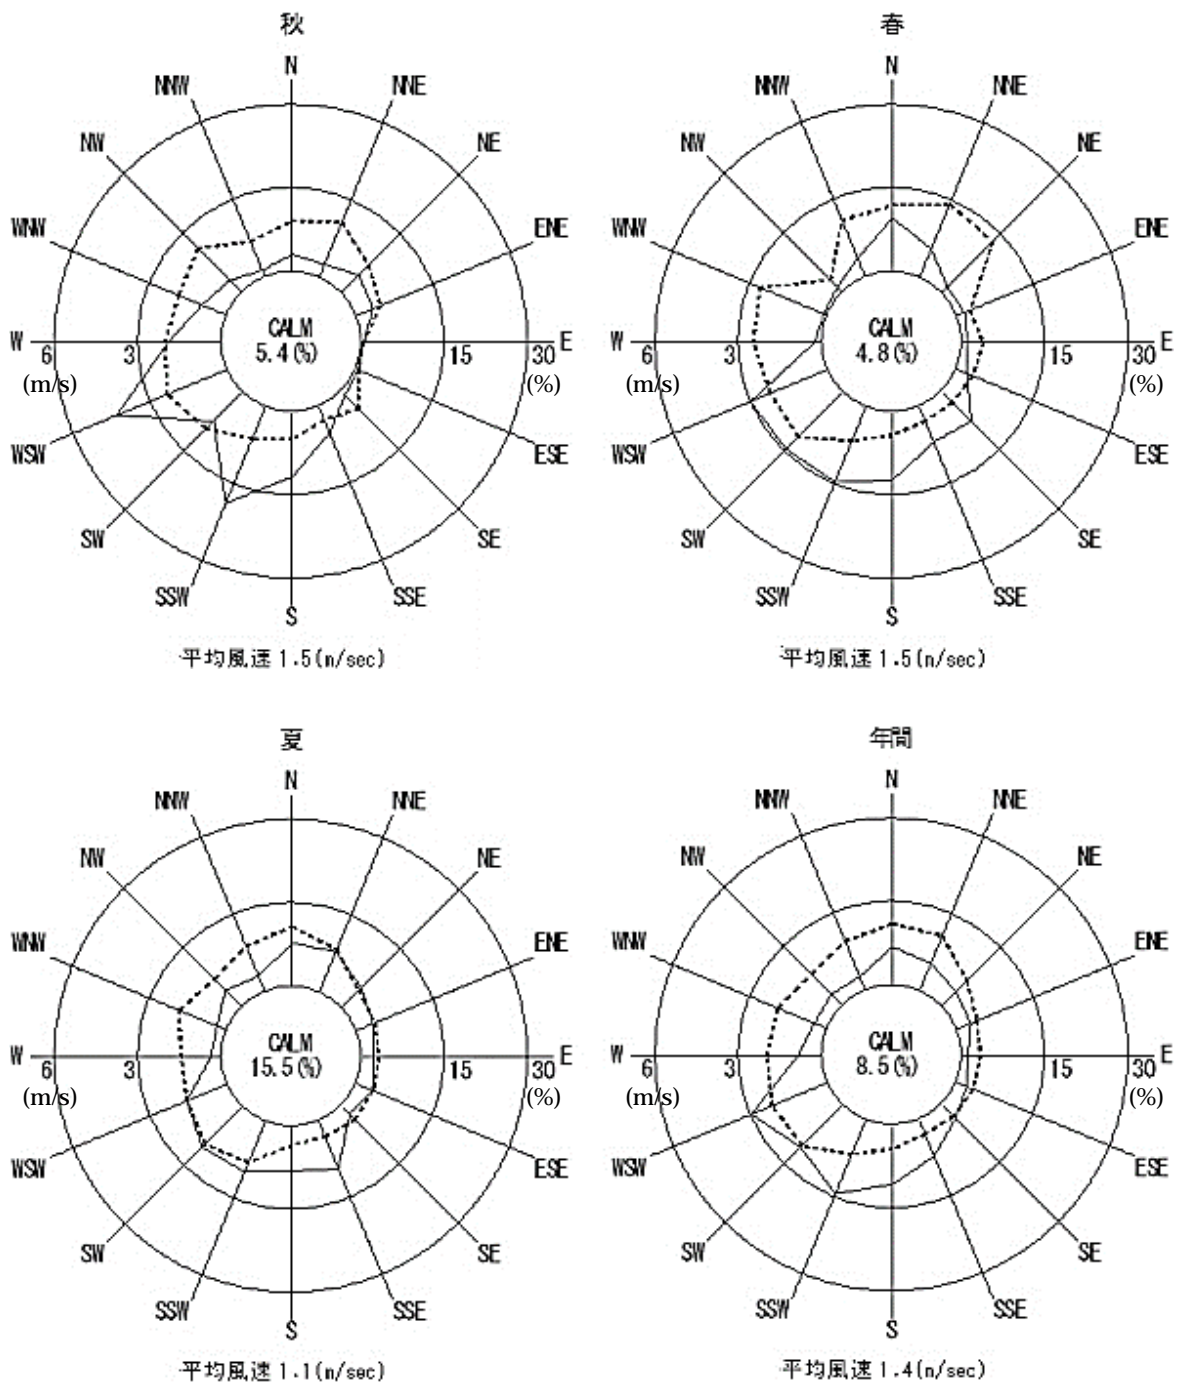 秋
N
NNW
NNE
NW
NE
WNW
ENE
CALM
5.4(%)
W
E
6
3
15
30
(m/s)
(%)
WSW
ESE
SW
SE
SSW
SSE
S
平均風速 1.5(m/sec)
春
N
NNW
NNE
NW
NE
WNW
ENE
CALM
4.8(%)
W
E
6
3
15
30
(m/s)
(%)
WSW
ESE
SW
SE
SSW
SSE
S
平均風速 1.5(m/sec)
夏
N
NNW
NNE
NW
NE
WNW
ENE
CALM
15.5(%)
W
E
6
3
15
30
(m/s)
(%)
WSW
ESE
SW
SE
SSW
SSE
S
平均風速 1.1(m/sec)
年間
N
NNW
NNE
NW
NE
WNW
ENE
CALM
8.5(%)
W
E
6
3
15
30
(m/s)
(%)
WSW
ESE
SW
SE
SSW
SSE
S
平均風速 1.4(m/sec)